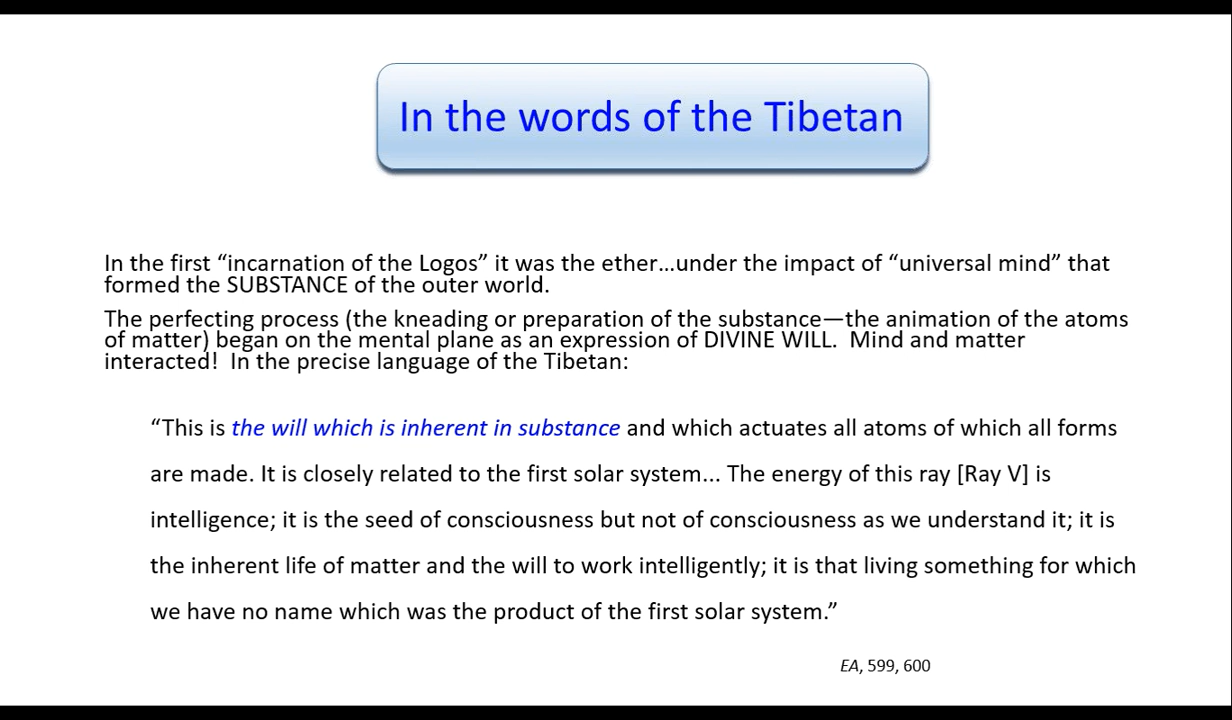 In the words of the Tibetan
In the first “incarnation of the Logos” it was the ether...under the impact of “universal mind” that
formed the SUBSTANCE of the outer world.
The perfecting process (the kneading or preparation of the substance—the animation of the atoms
of matter) began on the mental plane as an expression of DIVINE WILL.  Mind and matter
interacted!  In the precise language of the Tibetan:
“This is the will which is inherent in substance and which actuates all atoms of which all forms
are made. It is closely related to the first solar system... The energy of this ray [Ray V] is
intelligence; it is the seed of consciousness but not of consciousness as we understand it; it is
the inherent life of matter and the will to work intelligently; it is that living something for which
we have no name which was the product of the first solar system.”
EA, 599, 600